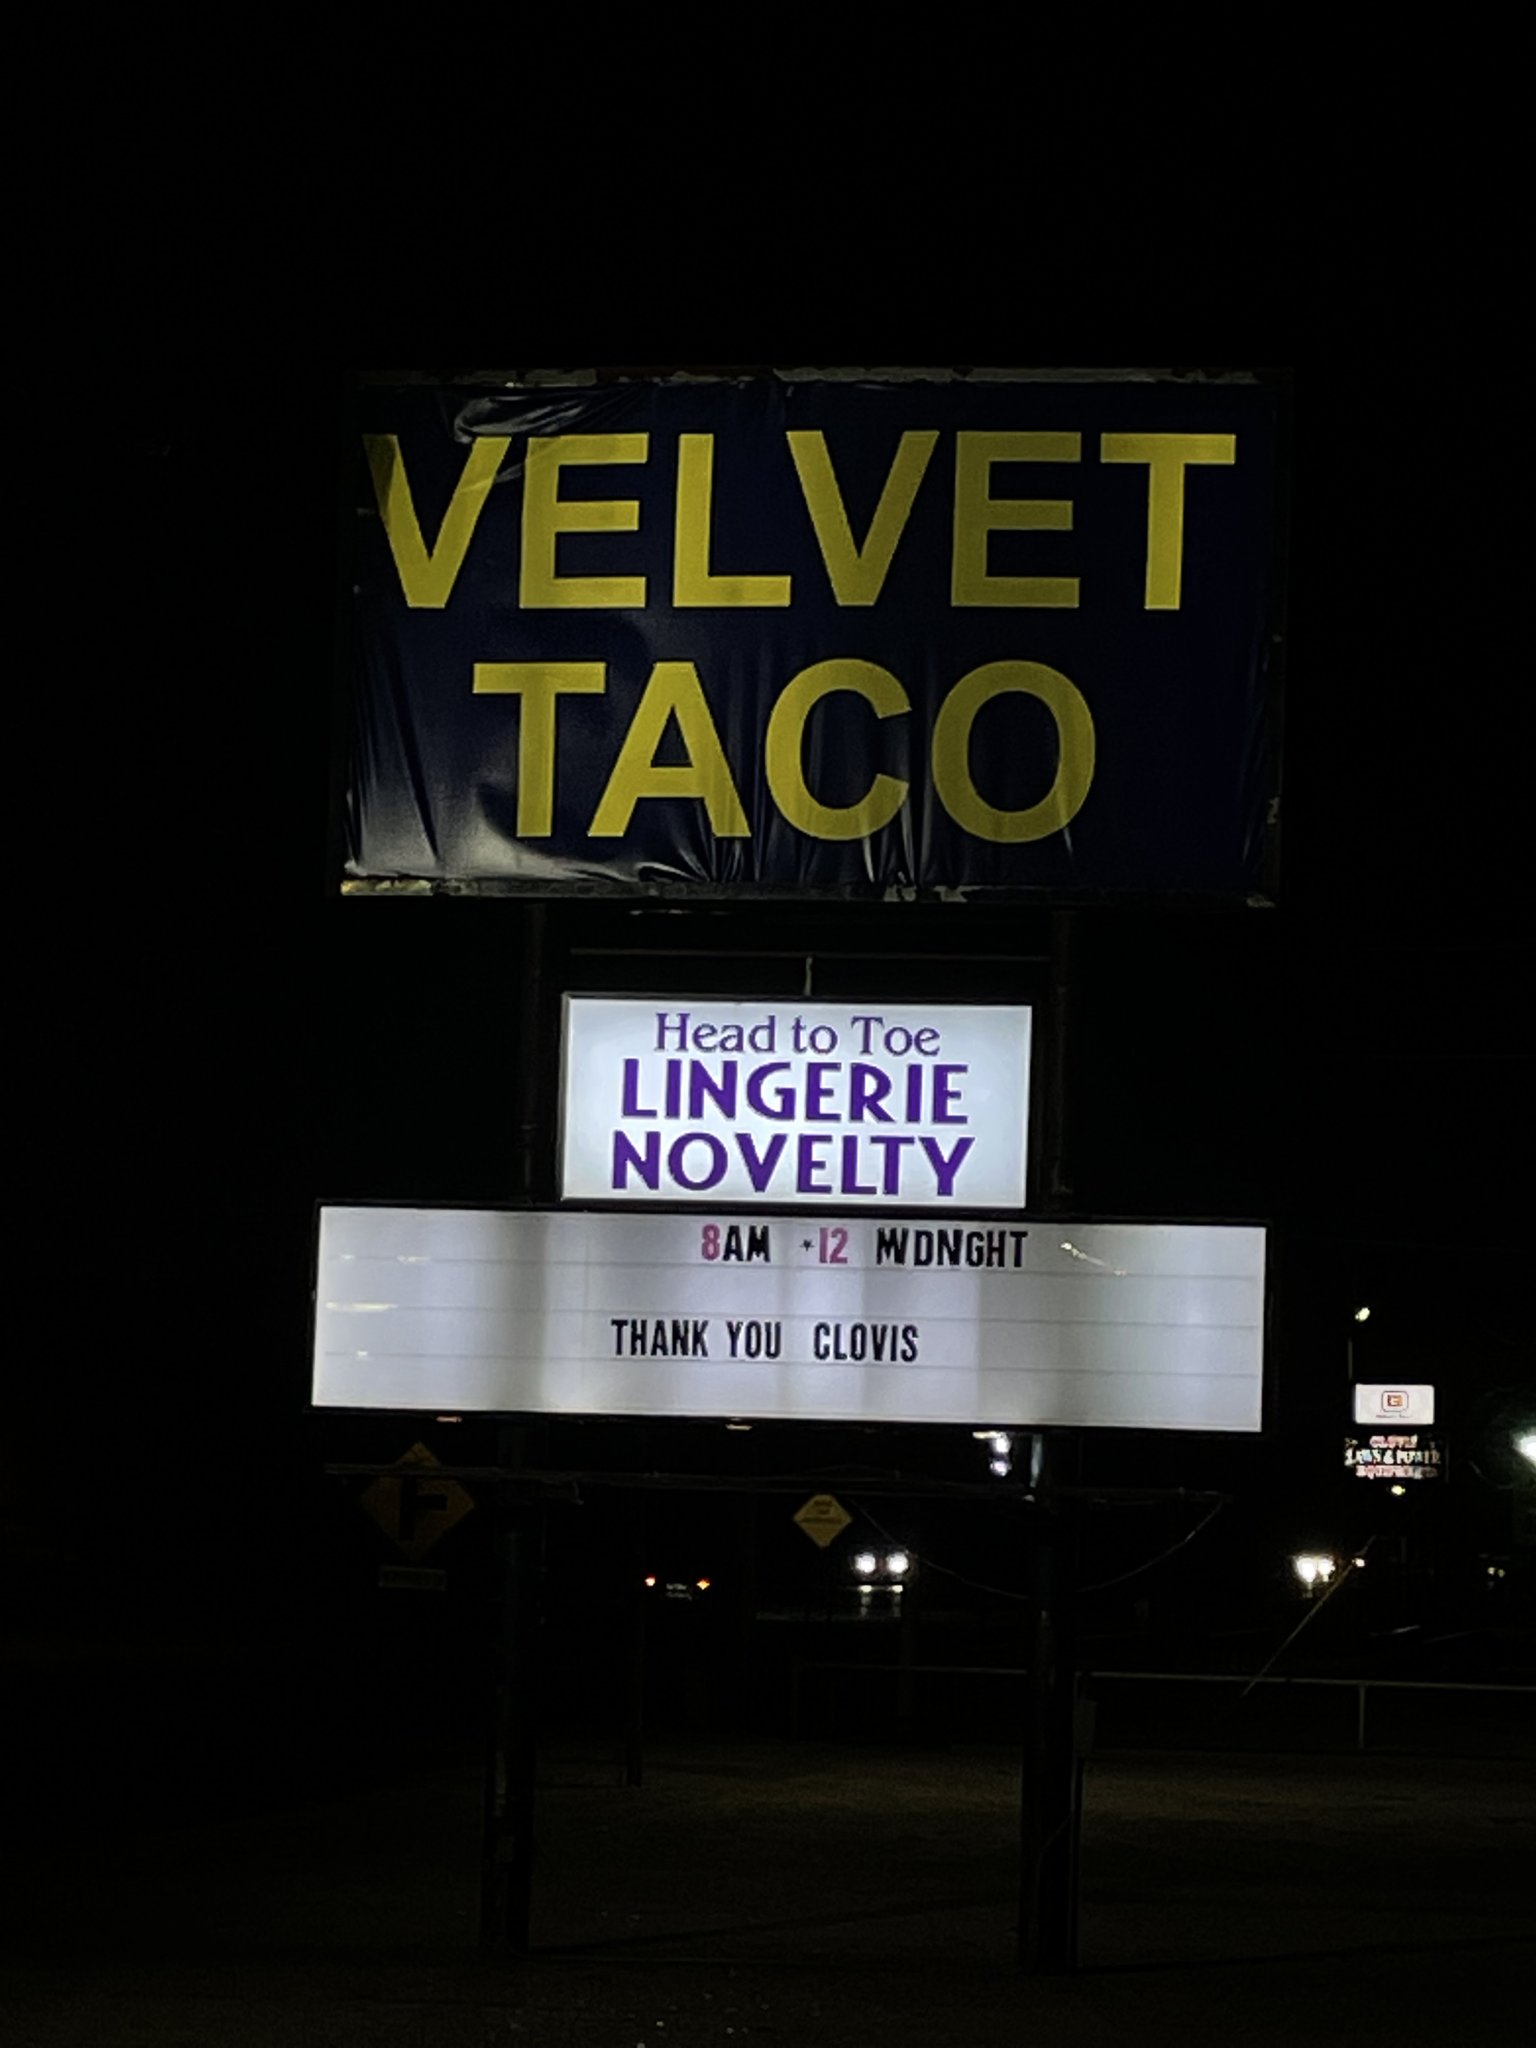 VELVET
TACO
Head to Toe
LINGERIE
NOVELTY
8AM *12 MDNGHT
THANK YOU CLOVIS